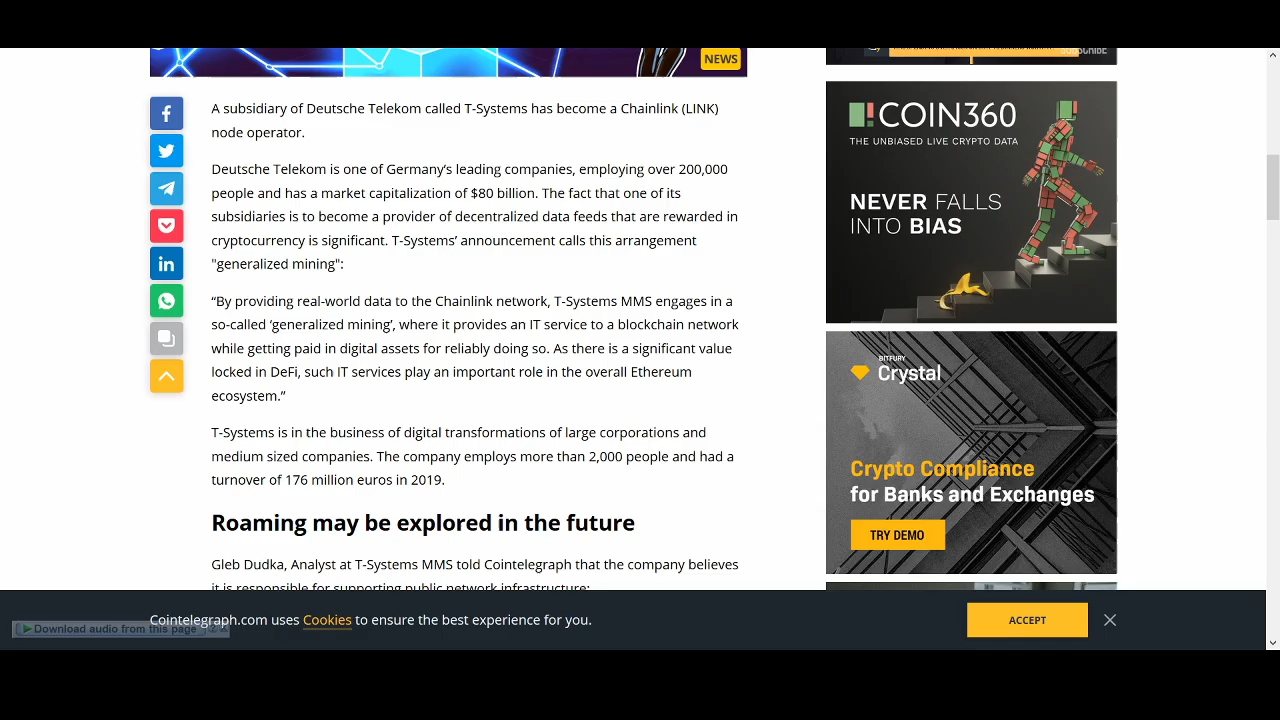 NEWS
SUBSCRIBE
A subsidiary of Deutsche Telekom called T-Systems has become a Chainlink (LINK)
node operator.
Deutsche Telekom is one of Germany’s leading companies, employing over 200,000
people and has a market capitalization of $80 billion. The fact that one of its
subsidiaries is to become a provider of decentralized data feeds that are rewarded in
cryptocurrency is significant. T-Systems’ announcement calls this arrangement
"generalized mining":
“By providing real-world data to the Chainlink network, T-Systems MMS engages in a
so-called ‘generalized mining’, where it provides an IT service to a blockchain network
while getting paid in digital assets for reliably doing so. As there is a significant value
locked in DeFi, such IT services play an important role in the overall Ethereum
ecosystem.”
T-Systems is in the business of digital transformations of large corporations and
medium sized companies. The company employs more than 2,000 people and had a
turnover of 176 million euros in 2019.
Roaming may be explored in the future
Gleb Dudka, Analyst at T-Systems MMS told Cointelegraph that the company believes
it is responsible for supporting public network infrastructure:
COIN360
THE UNBIASED LIVE CRYPTO DATA
NEVER FALLS
INTO BIAS
BITFURY
Crystal
Crypto Compliance
for Banks and Exchanges
TRY DEMO
Cointelegraph.com uses Cookies to ensure the best experience for you.
ACCEPT
Download audio from this page